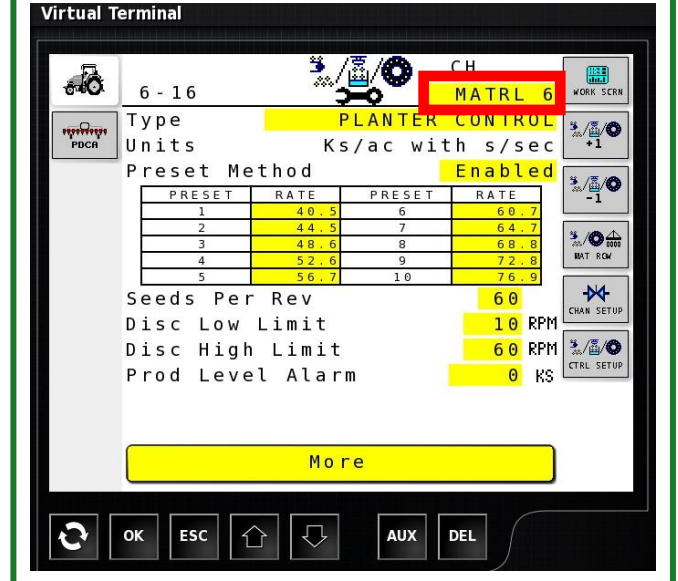 Virtual Terminal
CH
WORK SCRN
6-16
MATRL 6
Type PLANTER CONTROL
+1
PDCA
Units Ks/ac with s/sec
Preset Method Enabled
-1
PRESET RATE PRESET RATE
1 40.5 6 60.7
2 44.5 7 64.7
3 48.6 8 68.8
4 52.6 9 72.8
5 56.7 10 76.9
MAT ROW
Seeds Per Rev 60
CHAN SETUP
Disc Low Limit 10 RPM
Disc High Limit 60 RPM
CTRL SETUP
Prod Level Alarm 0 KS
More
OK ESC AUX DEL